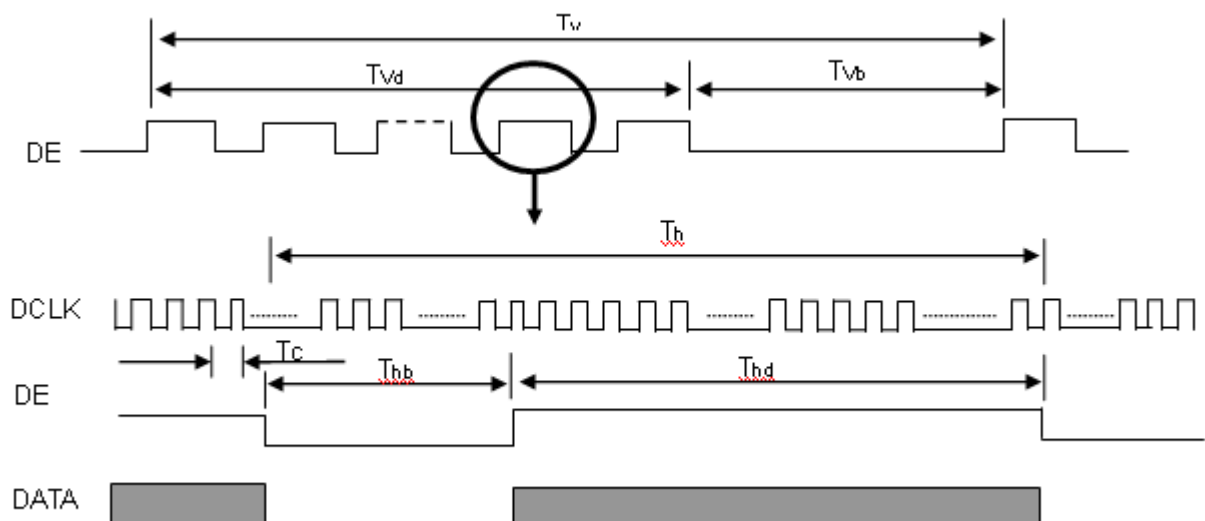 Tv
TVd
TVb
DE
Th
DCLK
TC
Thb
Thd
DE
DATA